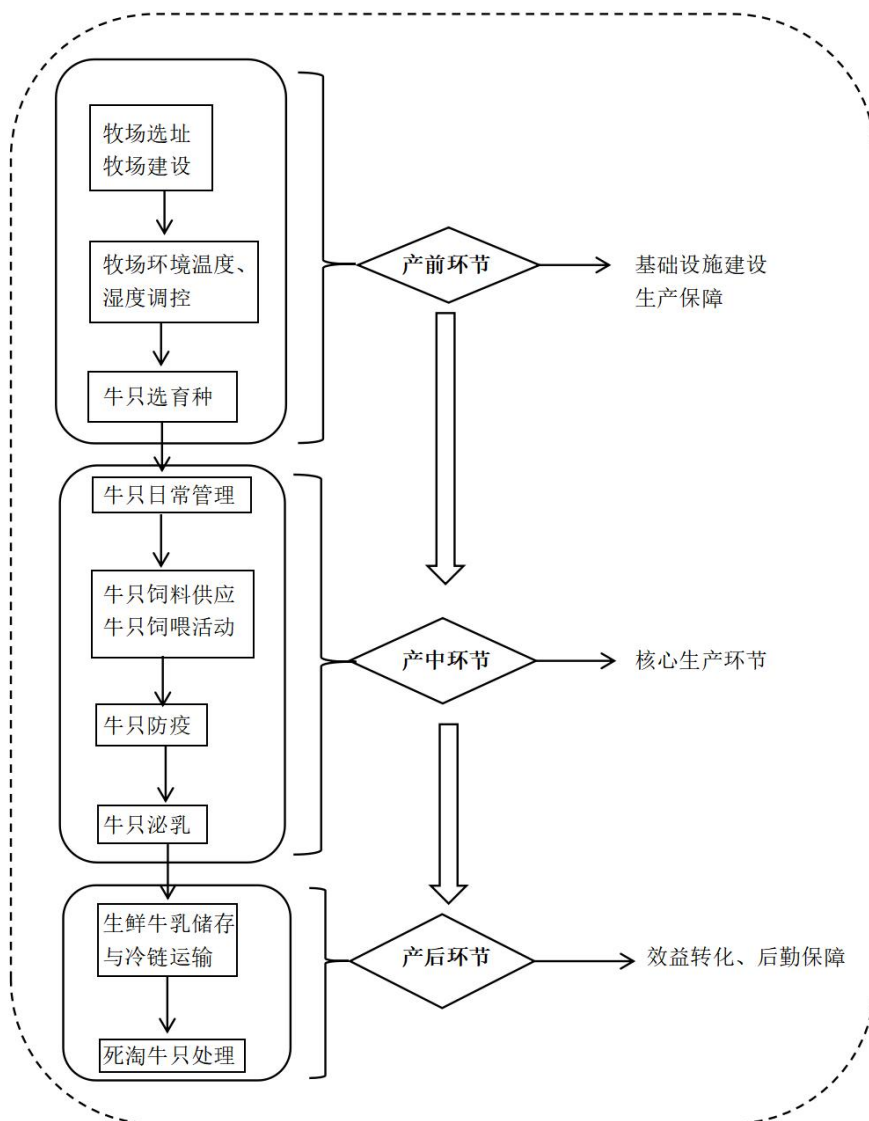 牧场选址
牧场建设
牧场环境温度、
湿度调控
牛只选育种
产前环节
基础设施建设
生产保障
牛只日常管理
牛只饲料供应
牛只饲喂活动
牛只防疫
牛只泌乳
产中环节
核心生产环节
生鲜牛乳储存
与冷链运输
死淘牛只处理
产后环节
效益转化、后勤保障